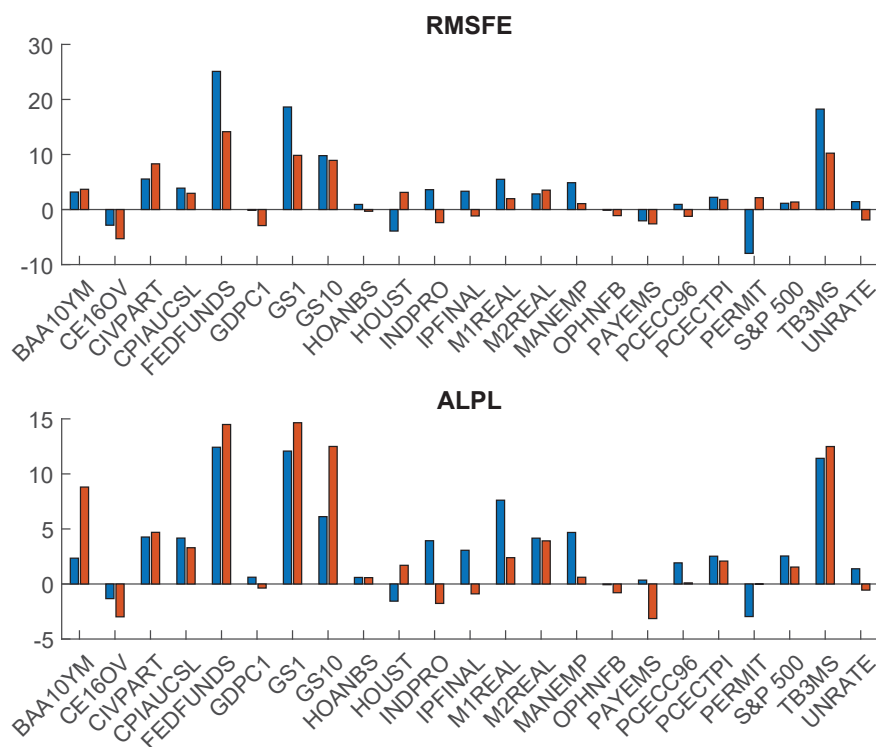 RMSFE
30
20
10
0
-10
BAA10YM
CE16OV
CIVPART
CPIAUCSL
FEDFUNDS
GDPC1
GS1
GS10
HOANBS
HOUST
INDPRO
IPFINAL
M1REAL
M2REAL
MANEMP
OPHNFB
PAYEMS
PCECC96
PCECTPI
PERMIT
S&P 500
TB3MS
UNRATE
ALPL
15
10
5
0
-5
BAA10YM
CE16OV
CIVPART
CPIAUCSL
FEDFUNDS
GDPC1
GS1
GS10
HOANBS
HOUST
INDPRO
IPFINAL
M1REAL
M2REAL
MANEMP
OPHNFB
PAYEMS
PCECC96
PCECTPI
PERMIT
S&P 500
TB3MS
UNRATE